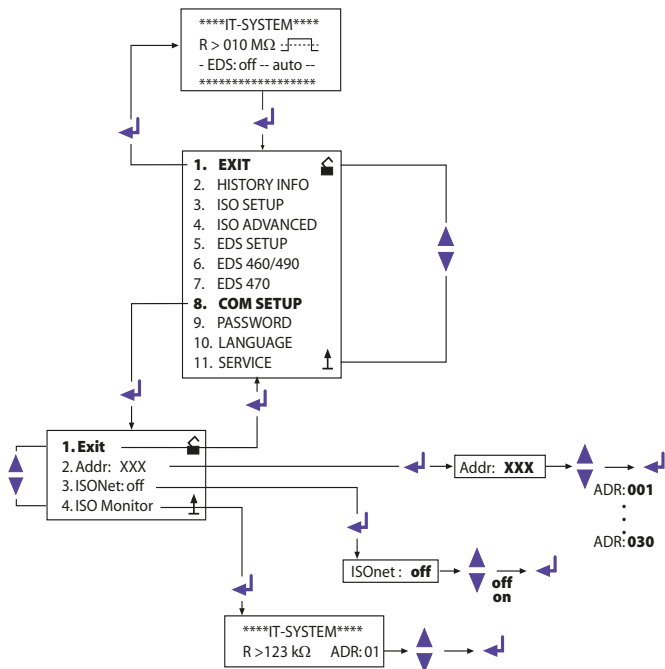 ****IT-SYSTEM****
R > 010 MΩ
- EDS: off -- auto --
******************
1. EXIT
2. HISTORY INFO
3. ISO SETUP
4. ISO ADVANCED
5. EDS SETUP
6. EDS 460/490
7. EDS 470
8. COM SETUP
9. PASSWORD
10. LANGUAGE
11. SERVICE
1. Exit
2. Addr: XXX
3. ISONet: off
4. ISO Monitor
Addr: XXX
ADR: 001
.
.
.
ADR: 030
ISOnet : off
off
on
****IT-SYSTEM****
R >123 kΩ ADR: 01